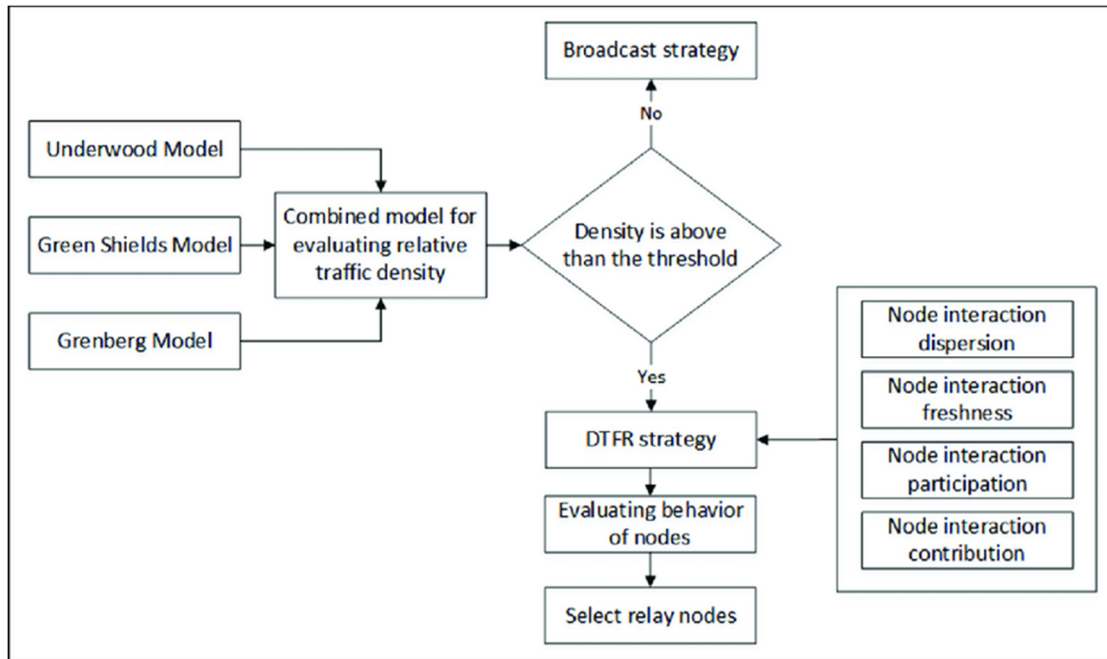 Broadcast strategy
No
Underwood Model
Green Shields Model
Grenberg Model
Combined model for
evaluating relative
traffic density
Density is above
than the threshold
Yes
DTFR strategy
Evaluating behavior
of nodes
Select relay nodes
Node interaction
dispersion
Node interaction
freshness
Node interaction
participation
Node interaction
contribution